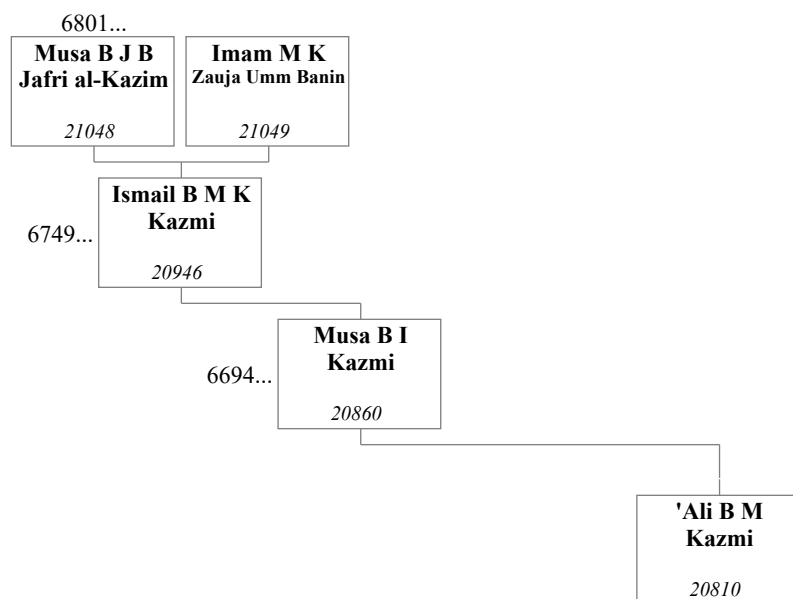 6801...
Musa B J B
Jafri al-Kazim
21048
Imam M K
Zauja Umm Banin
21049
Ismail B M K
Kazmi
6749...
20946
Musa B I
Kazmi
6694...
20860
'Ali B M
Kazmi
20810